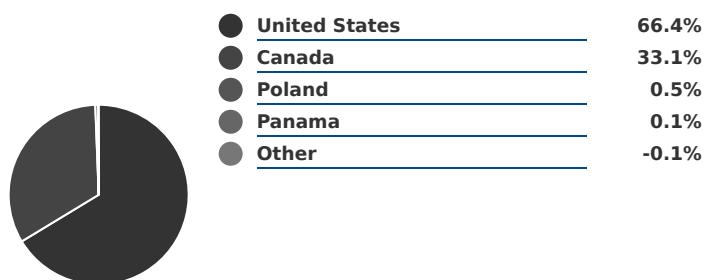 United States 66.4%
Canada 33.1%
Poland 0.5%
Panama 0.1%
Other -0.1%